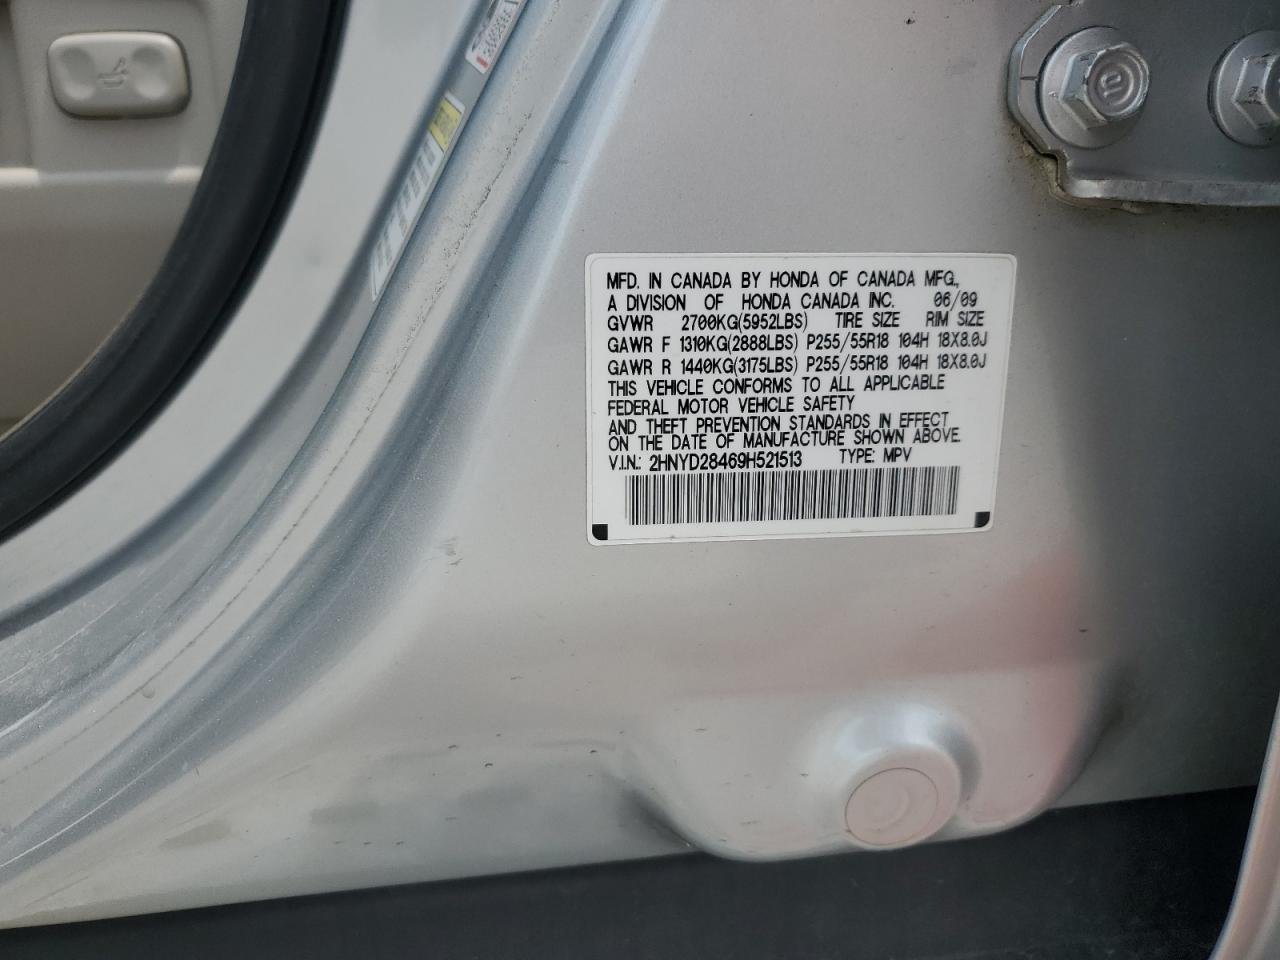 MFD. IN CANADA BY HONDA OF CANADA MFG.,
A DIVISION OF HONDA CANADA INC. 06/09
GVWR 2700KG(5952LBS) TIRE SIZE RIM SIZE
GAWR F 1310KG(2888LBS) P255/55R18 104H 18X8.0J
GAWR R 1440KG(3175LBS) P255/55R18 104H 18X8.0J
THIS VEHICLE CONFORMS TO ALL APPLICABLE
FEDERAL MOTOR VEHICLE SAFETY
AND THEFT PREVENTION STANDARDS IN EFFECT
ON THE DATE OF MANUFACTURE SHOWN ABOVE.
V.I.N.: 2HNYD28469H521513 TYPE: MPV